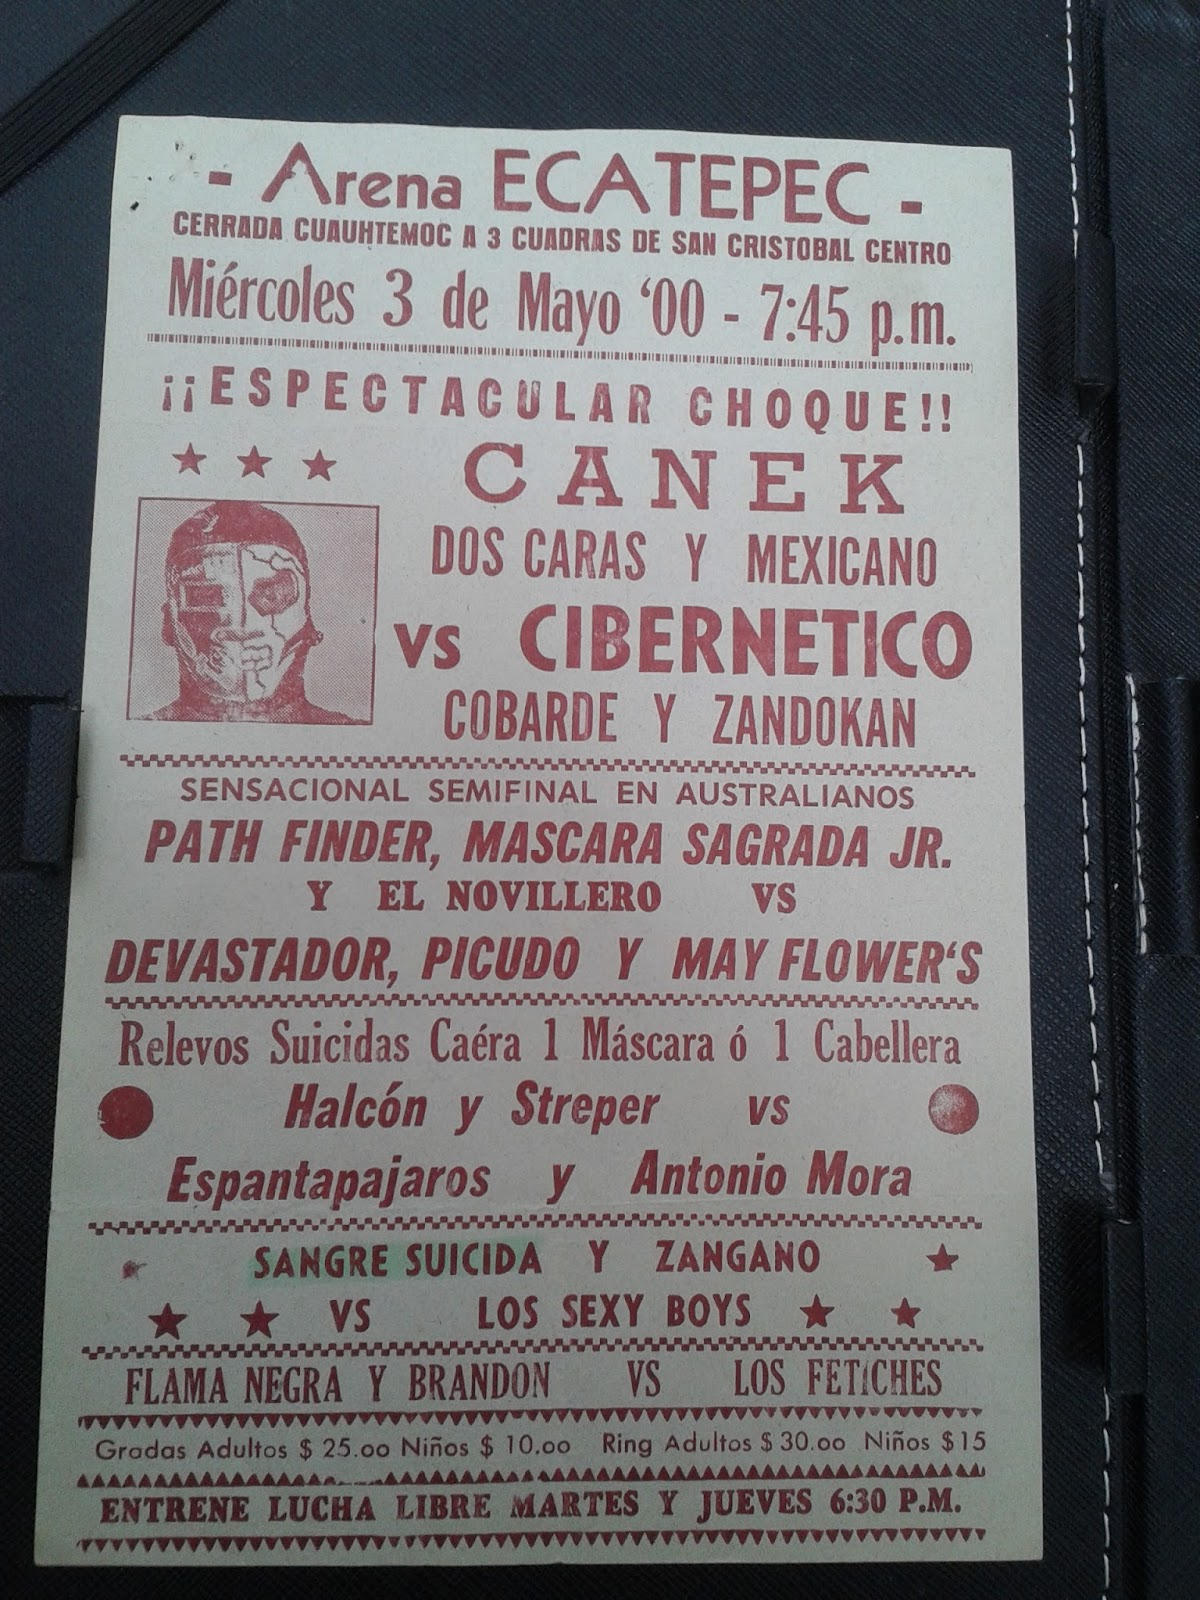 - Arena ECATEPEC -
CERRADA CUAUHTEMOC A 3 CUADRAS DE SAN CRISTOBAL CENTRO
Miércoles 3 de Mayo '00 - 7:45 p.m.
¡¡ESPECTACULAR CHOQUE!!
CANEK
DOS CARAS Y MEXICANO
VS CIBERNETICO
COBARDE Y ZANDOKAN
SENSACIONAL SEMIFINAL EN AUSTRALIANOS
PATH FINDER, MASCARA SAGRADA JR.
Y EL NOVILLERO VS
DEVASTADOR, PICUDO Y MAY FLOWER'S
Relevos Suicidas Caéra 1 Máscara ó 1 Cabellera
Halcón y Streper vs
Espantapajaros y Antonio Mora
SANGRE SUICIDA Y ZANGANO
VS LOS SEXY BOYS
FLAMA NEGRA Y BRANDON VS LOS FETICHES
Gradas Adultos $ 25.oo Niños $ 10.oo Ring Adultos $ 30.oo Niños $15
ENTRENE LUCHA LIBRE MARTES Y JUEVES 6:30 P.M.